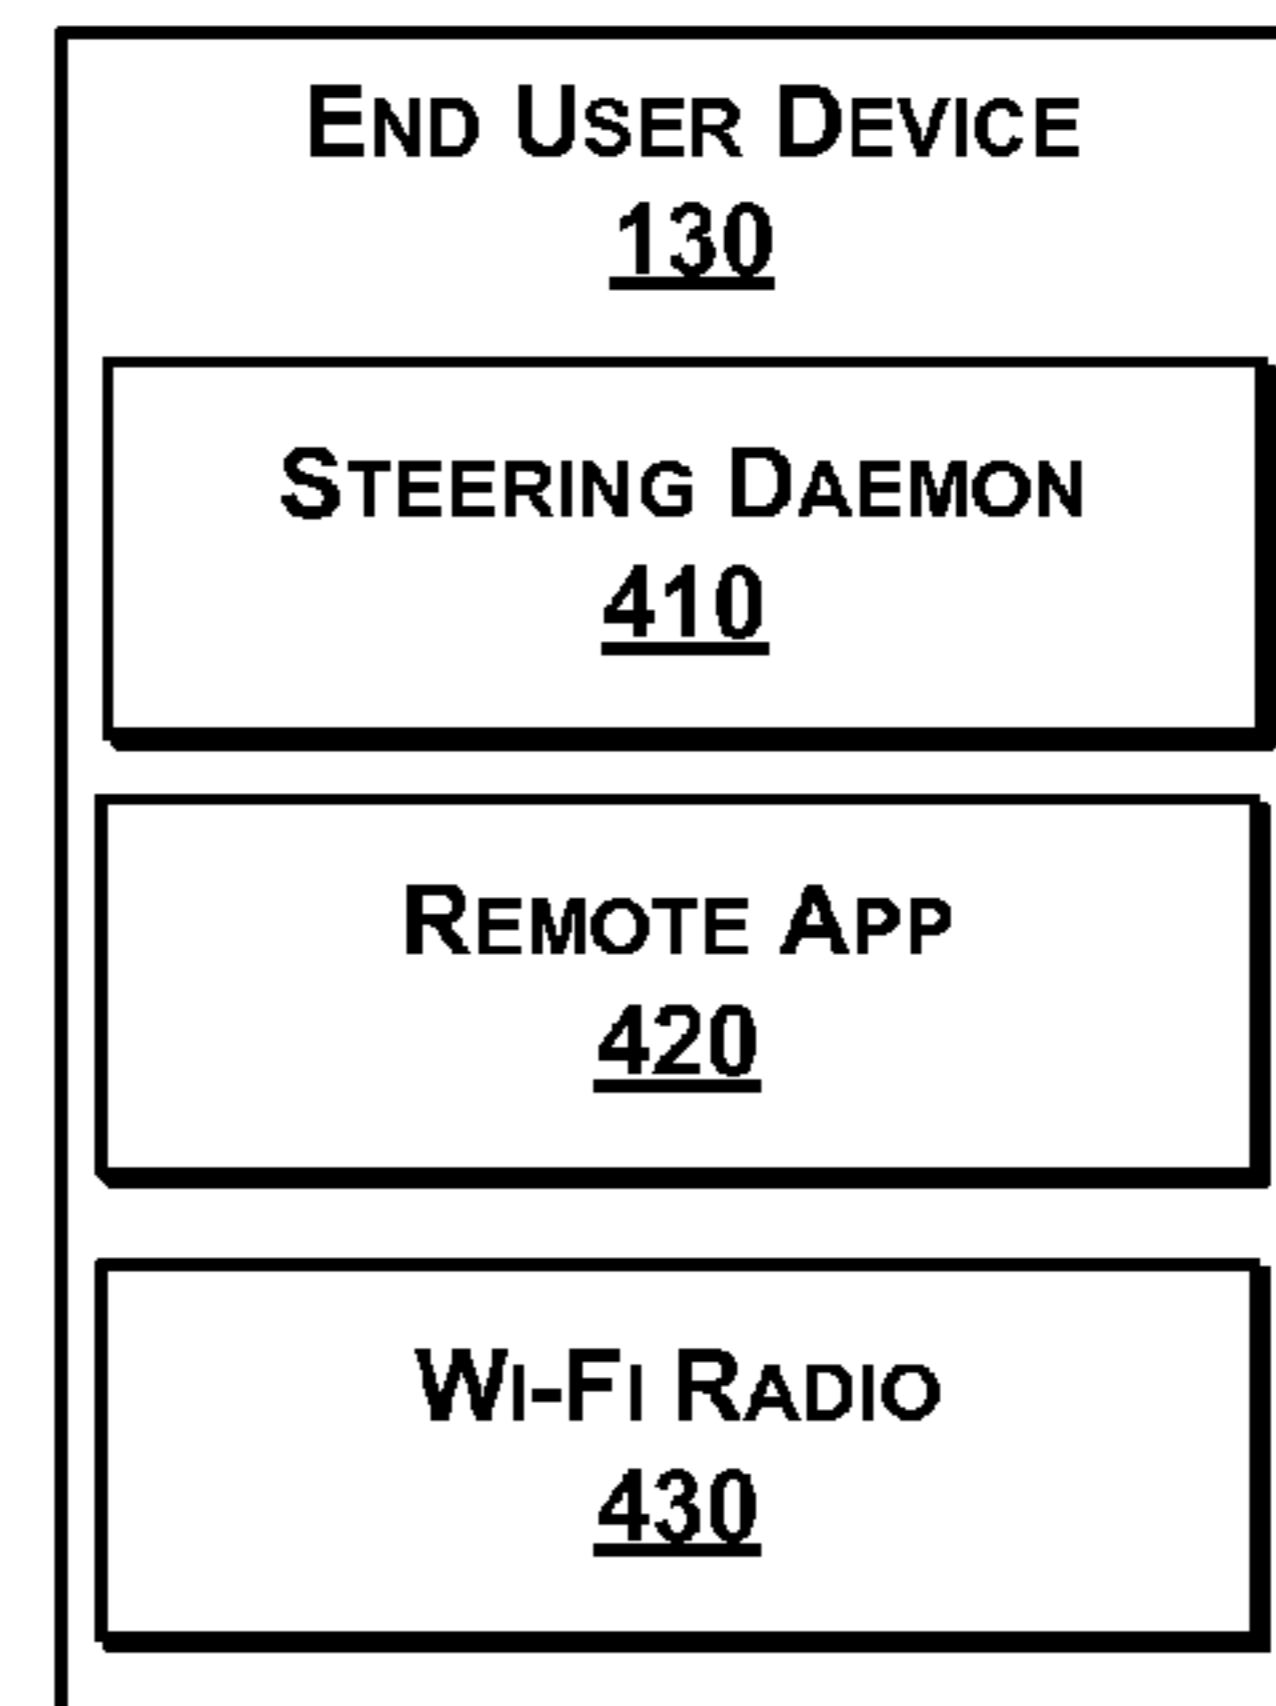 END USER DEVICE
130
STEERING DAEMON
410
REMOTE APP
420
WI-FI RADIO
430